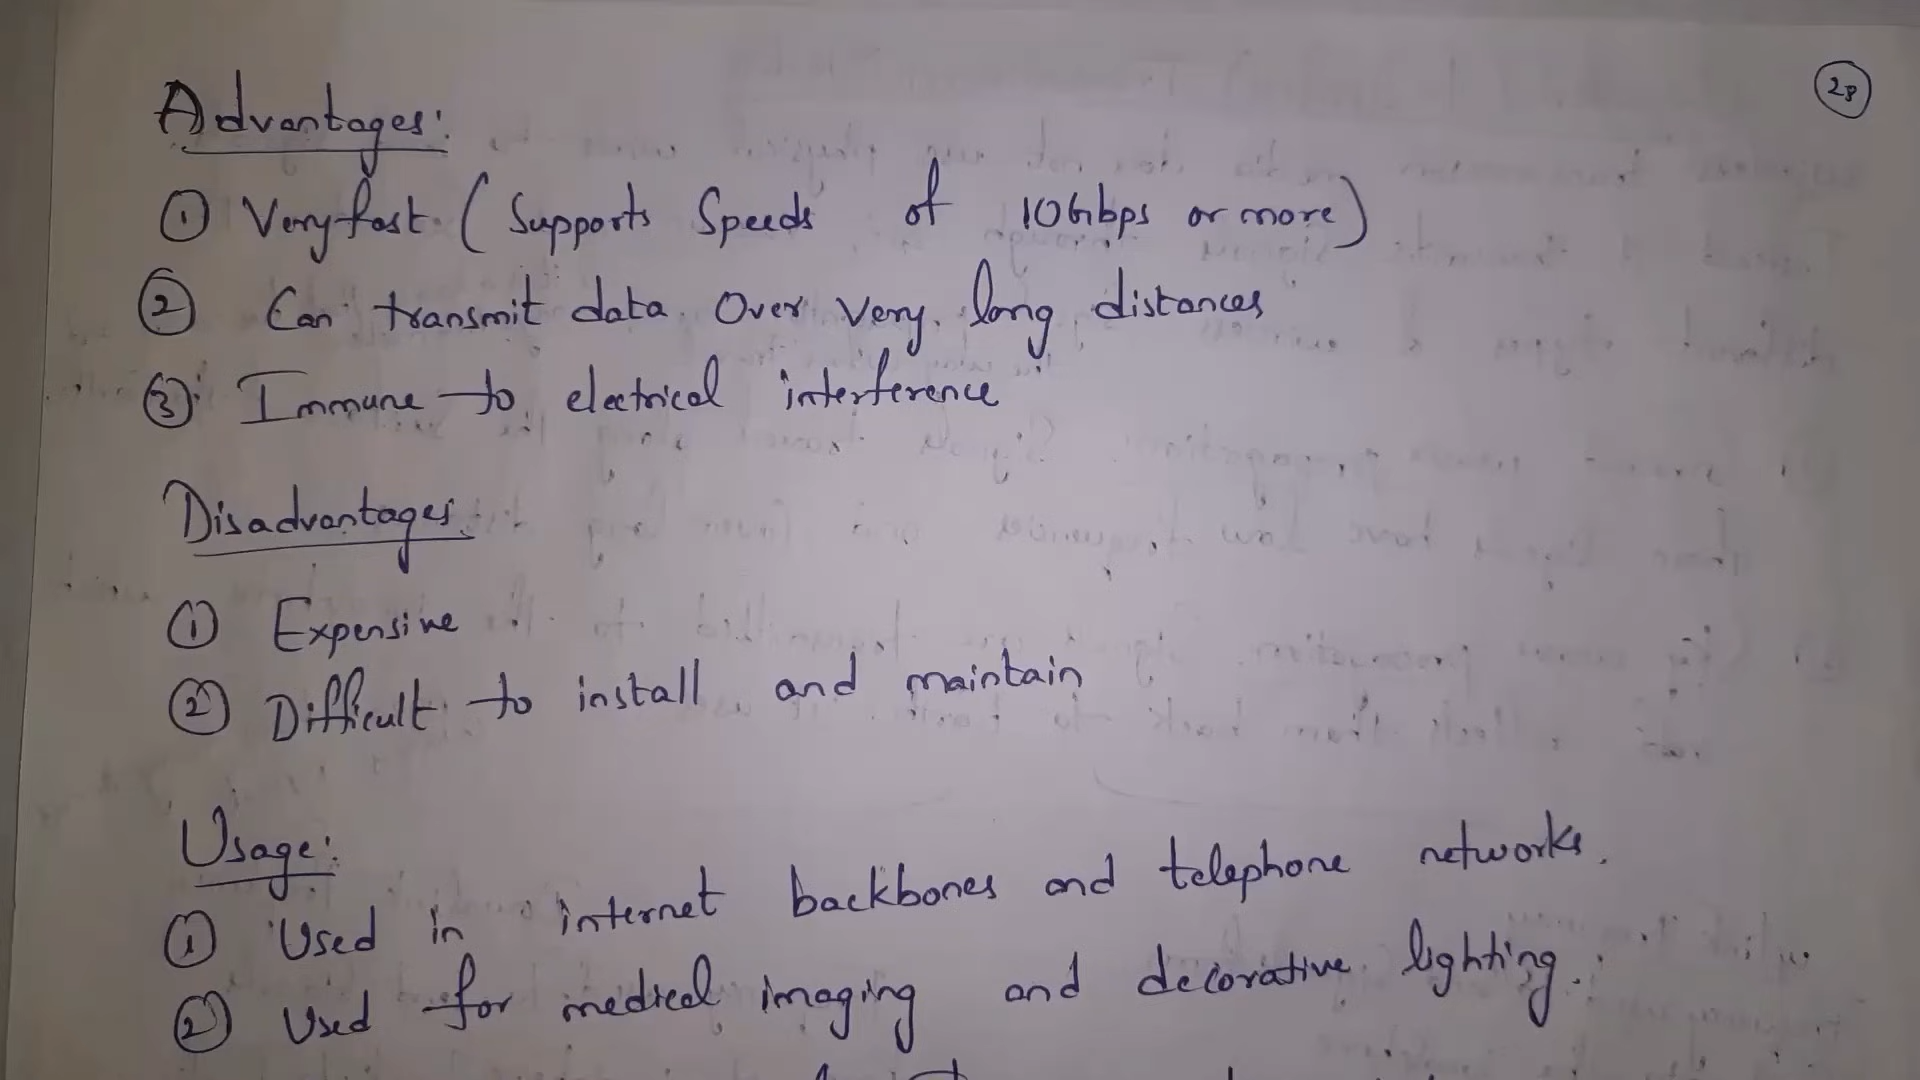 28
Advantages:
① Very fast (Supports Speeds of 10Gbps or more)
② Can transmit data Over Very long distances
③ Immune to electrical interference
Disadvantages
① Expensive
② Difficult to install and maintain
Usage:
① Used in internet backbones and telephone networks.
② Used for medical imaging and decorative lighting.